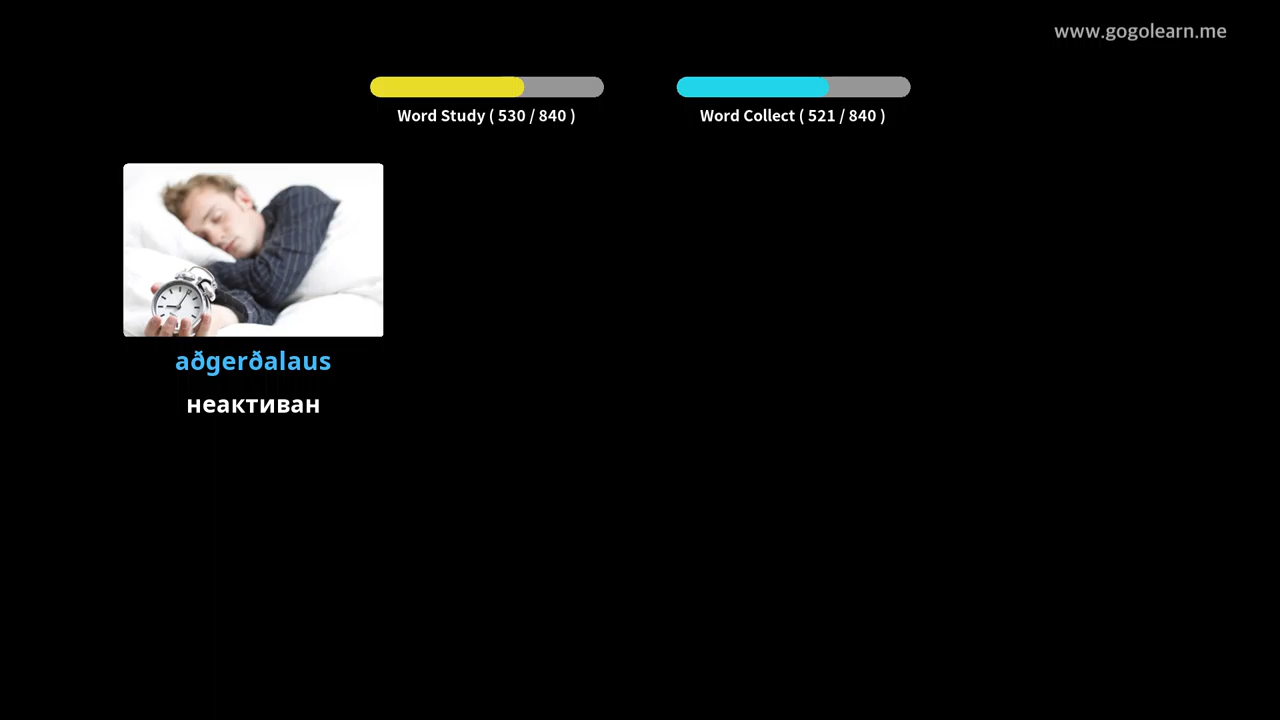 www.gogolearn.me
Word Study ( 530 / 840 )
Word Collect ( 521 / 840 )
aðgerðalaus
неактиван